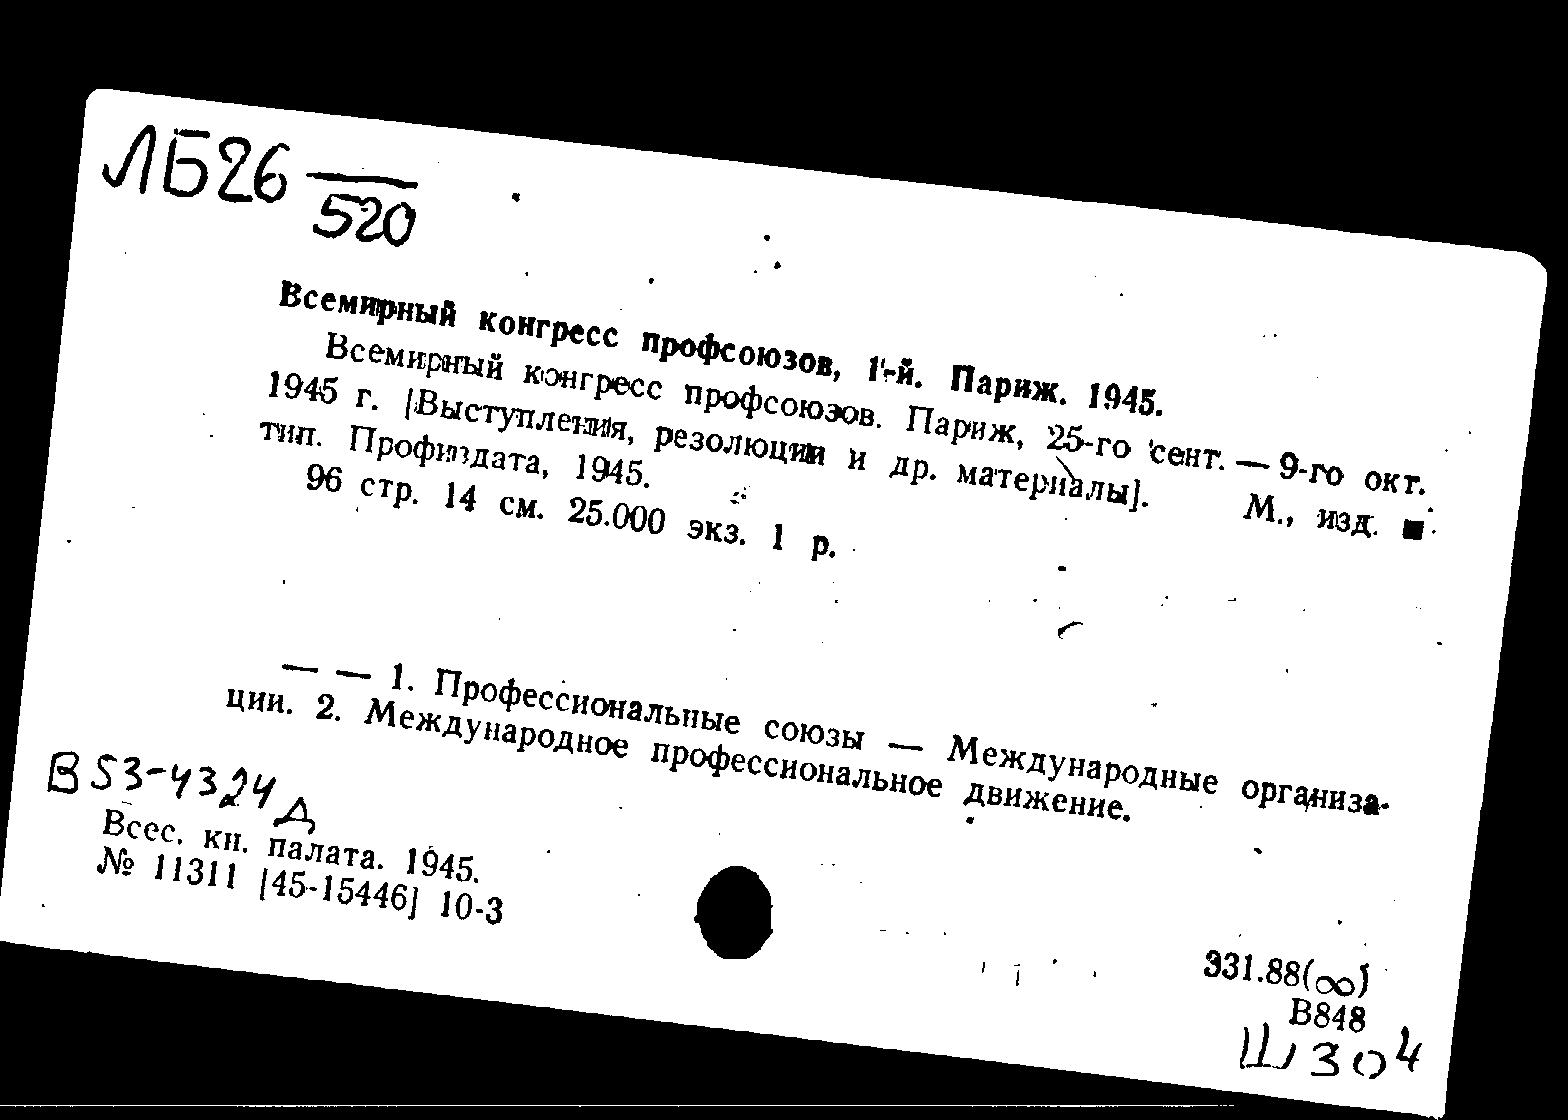 ЛБ26
520
Всемирный конгресс профсоюзов, 1-й. Париж. 1945.
Всемирный конгресс профсоюзов. Париж, 25-го сент. — 9-го окт.
1945 г. [Выступления, резолюции и др. материалы]. М., изд. и
тип. Профиздата, 1945.
96 стр. 14 см. 25.000 экз. 1 р.
— — 1. Профессиональные союзы — Международные организа-
ции. 2. Международное профессиональное движение.
В 53-4324 Д
Всес. кн. палата. 1945.
№ 11311 [45-15446] 10-3
331.88(∞)
В848
Ш304